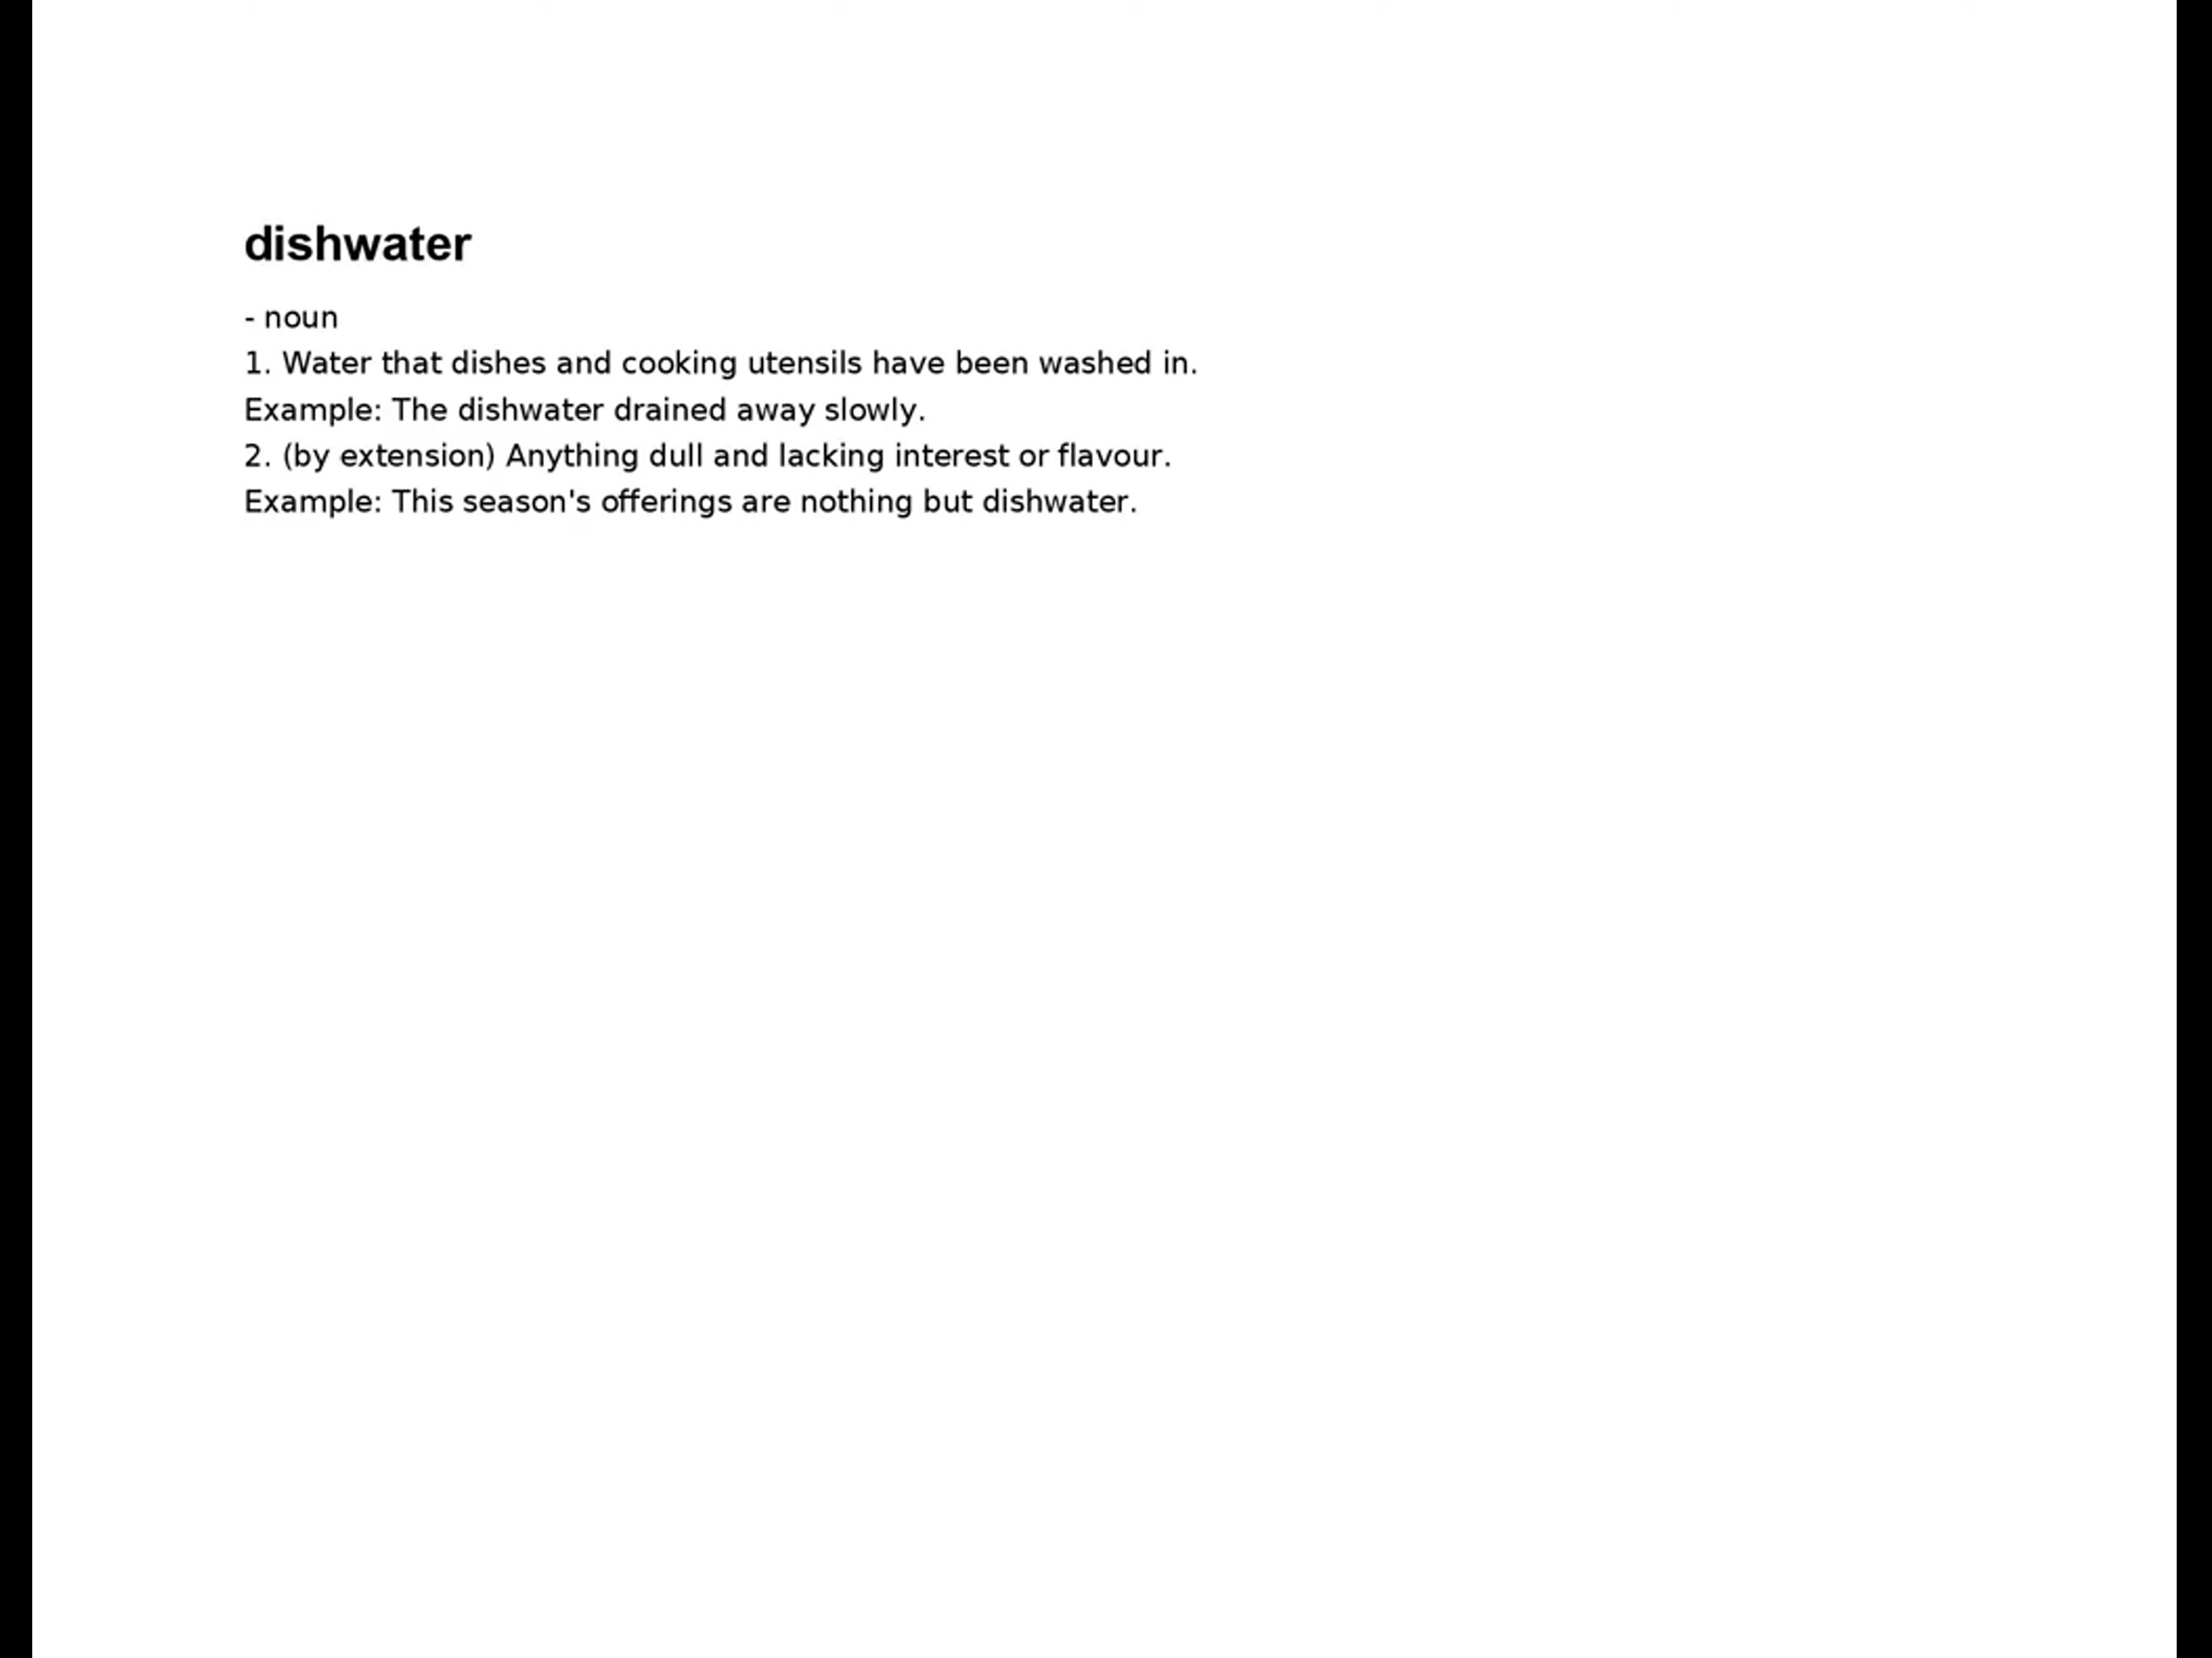 dishwater
- noun
1. Water that dishes and cooking utensils have been washed in.
Example: The dishwater drained away slowly.
2. (by extension) Anything dull and lacking interest or flavour.
Example: This season's offerings are nothing but dishwater.